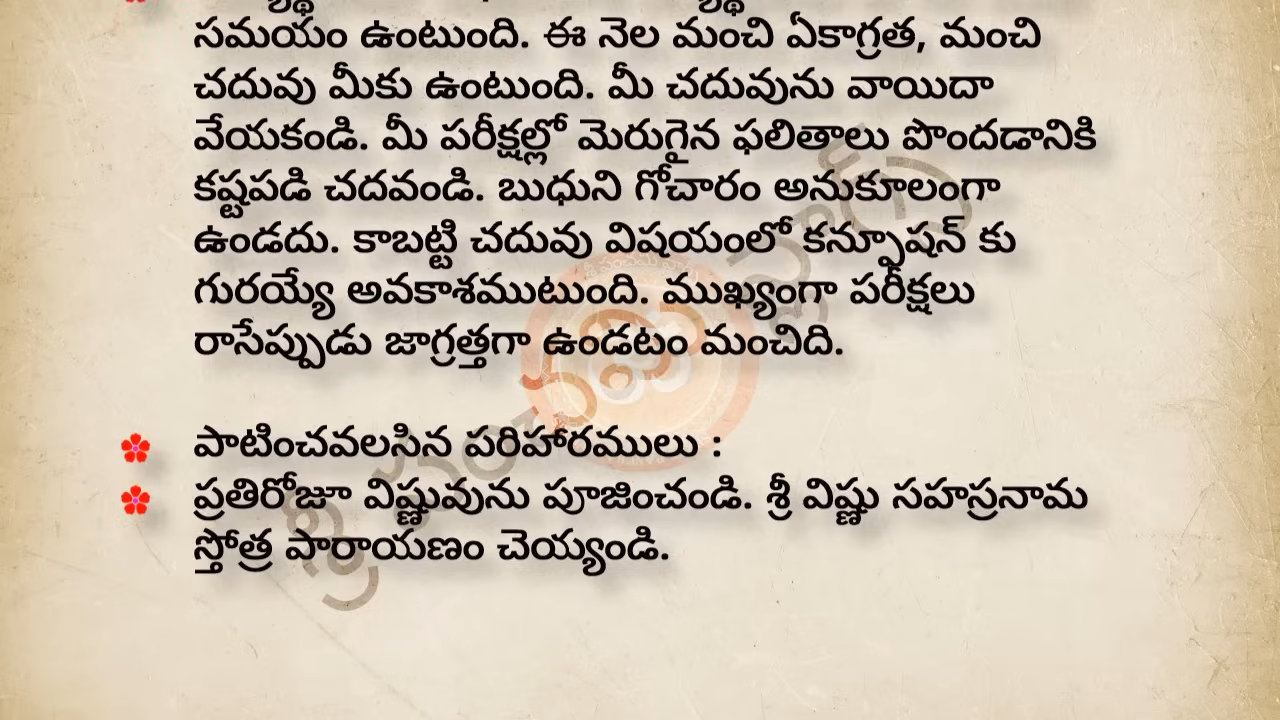 సమయం ఉంటుంది. ఈ నెల మంచి ఏకాగ్రత, మంచి
చదువు మీకు ఉంటుంది. మీ చదువును వాయిదా
వేయకండి. మీ పరీక్షల్లో మెరుగైన ఫలితాలు పొందడానికి
కష్టపడి చదవండి. బుధుని గోచారం అనుకూలంగా
ఉండదు. కాబట్టి చదువు విషయంలో కన్ఫూషన్ కు
గురయ్యే అవకాశముటుంది. ముఖ్యంగా పరీక్షలు
రాసేప్పుడు జాగ్రత్తగా ఉండటం మంచిది.
పాటించవలసిన పరిహారములు :
ప్రతిరోజూ విష్ణువును పూజించండి. శ్రీ విష్ణు సహస్రనామ
స్తోత్ర పారాయణం చెయ్యండి.